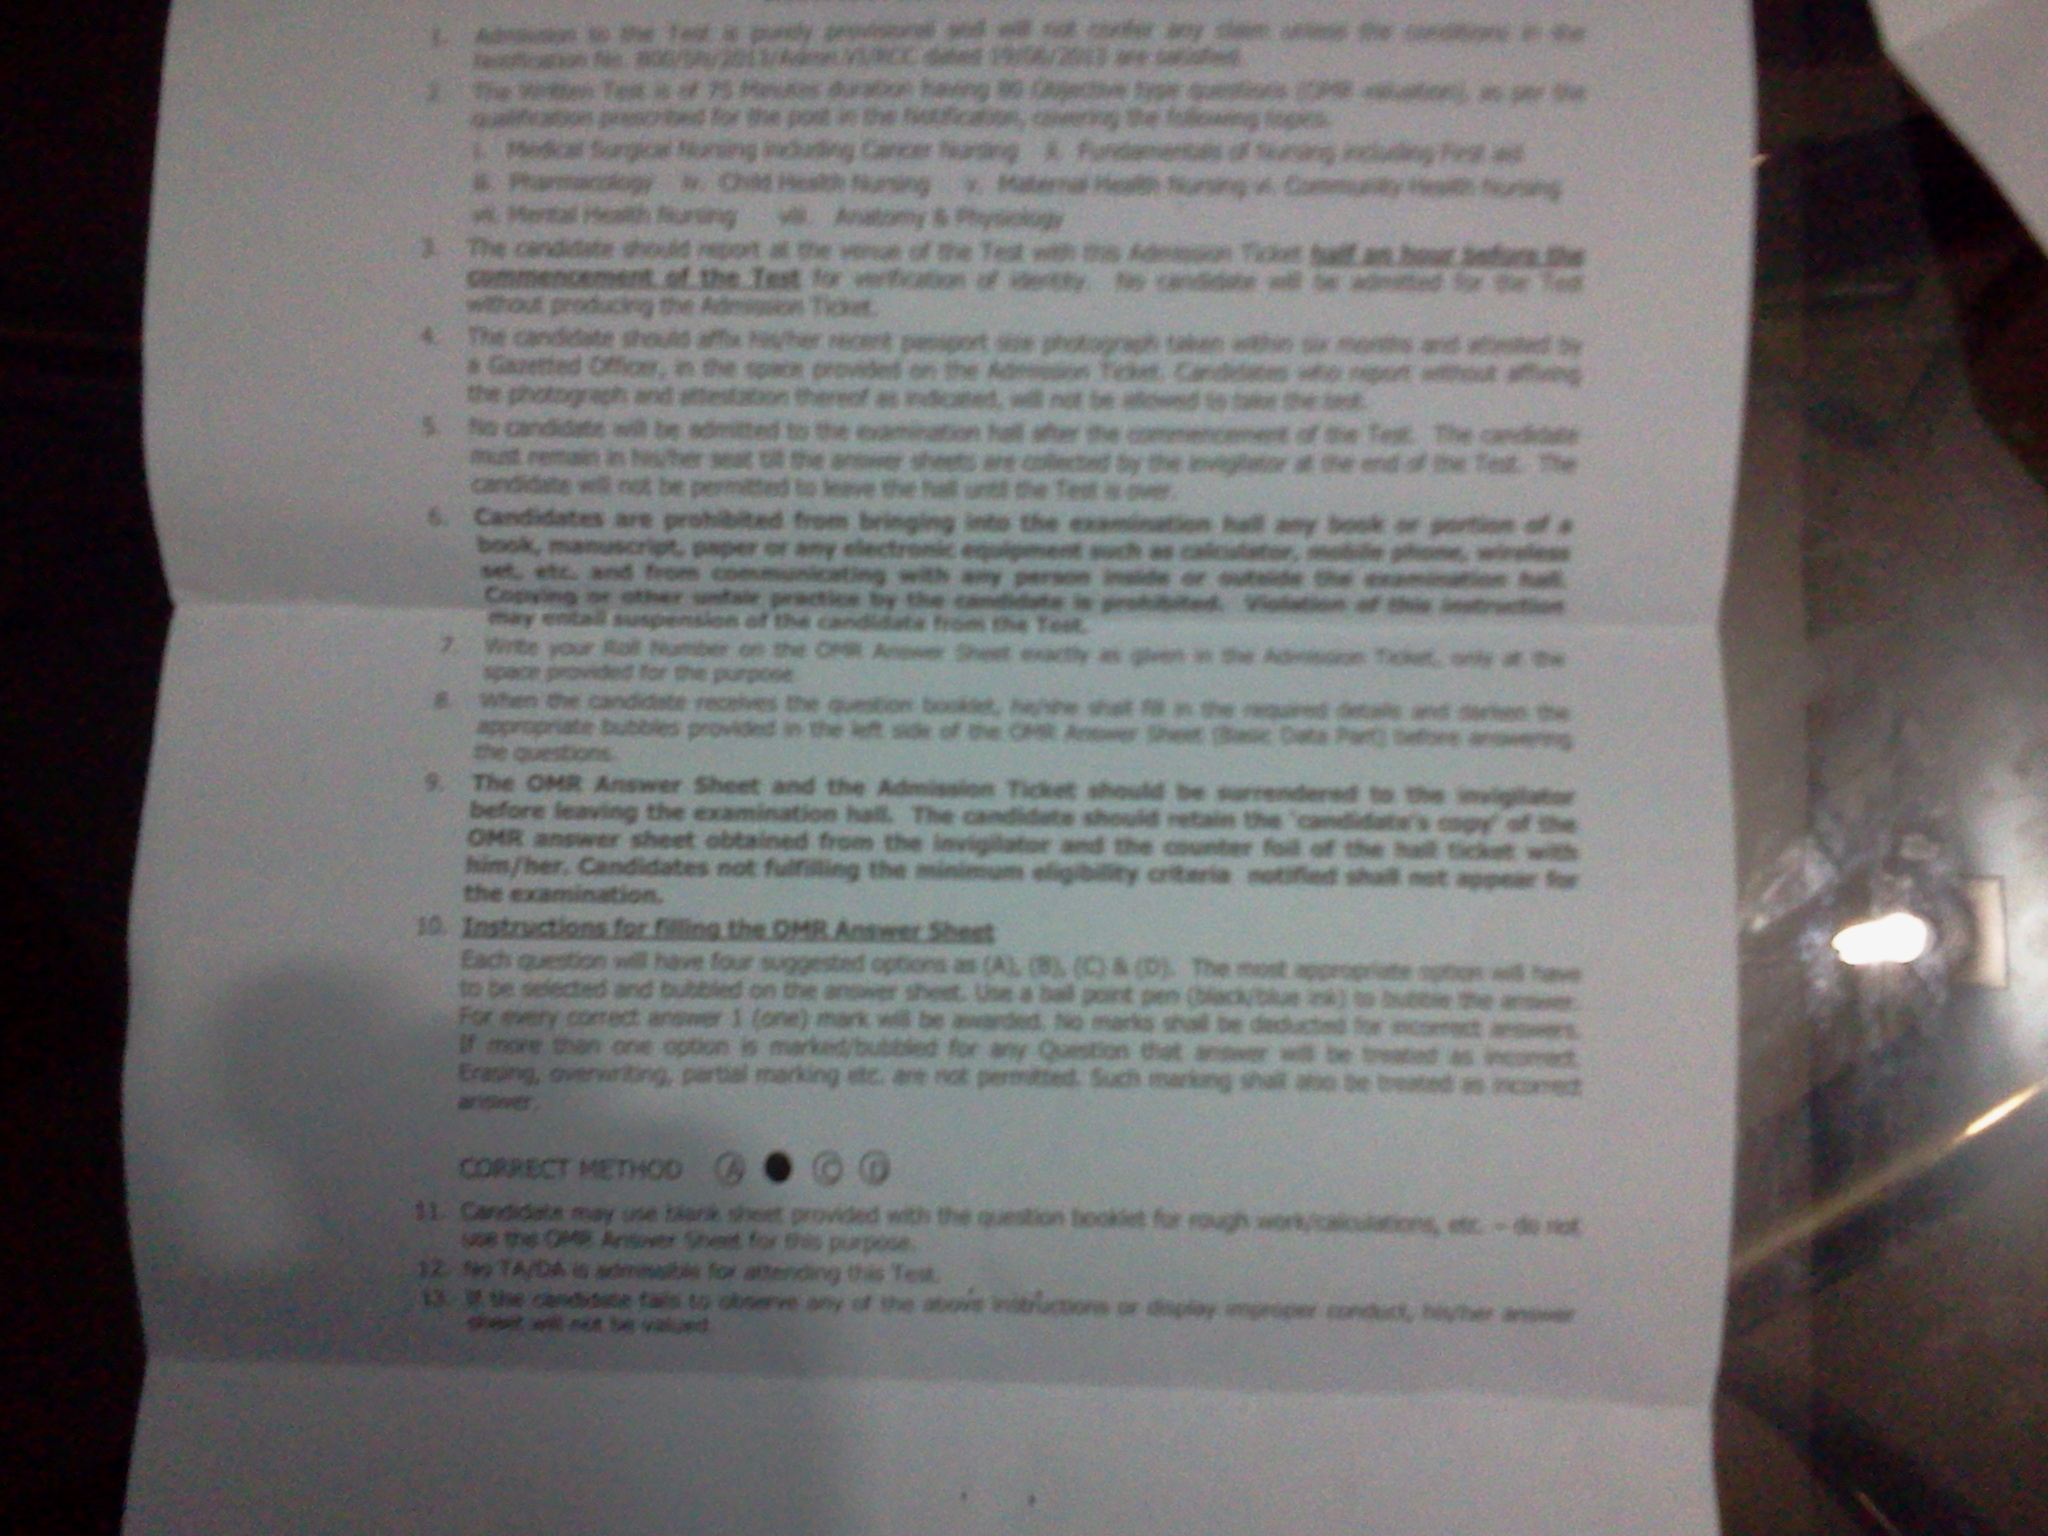 1. Admission to the Test is purely provisional and will not confer any claim unless the conditions in the
Notification No. 800/SN/2013/Admn.VI/RCC dated 19/06/2013 are satisfied.
2. The Written Test is of 75 Minutes duration having 80 Objective type questions (OMR valuation), as per the
qualification prescribed for the post in the Notification, covering the following topics.
i. Medical Surgical Nursing including Cancer Nursing ii. Fundamentals of Nursing including First aid
iii. Pharmacology iv. Child Health Nursing v. Maternal Health Nursing vi. Community Health Nursing
vii. Mental Health Nursing viii. Anatomy & Physiology
3. The candidate should report at the venue of the Test with this Admission Ticket half an hour before the
commencement of the Test for verification of identity. No candidate will be admitted for the Test
without producing the Admission Ticket.
4. The candidate should affix his/her recent passport size photograph taken within six months and attested by
a Gazetted Officer, in the space provided on the Admission Ticket. Candidates who report without affixing
the photograph and attestation thereof as indicated, will not be allowed to take the test.
5. No candidate will be admitted to the examination hall after the commencement of the Test. The candidate
must remain in his/her seat till the answer sheets are collected by the invigilator at the end of the Test. The
candidate will not be permitted to leave the hall until the Test is over.
6. Candidates are prohibited from bringing into the examination hall any book or portion of a
book, manuscript, paper or any electronic equipment such as calculator, mobile phone, wireless
set, etc. and from communicating with any person inside or outside the examination hall.
Copying or other unfair practice by the candidate is prohibited. Violation of this instruction
may entail suspension of the candidate from the Test.
7. Write your Roll Number on the OMR Answer Sheet exactly as given in the Admission Ticket, only at the
space provided for the purpose
8. When the candidate receives the question booklet, he/she shall fill in the required details and darken the
appropriate bubbles provided in the left side of the OMR Answer Sheet (Basic Data Part) before answering
the questions.
9. The OMR Answer Sheet and the Admission Ticket should be surrendered to the invigilator
before leaving the examination hall. The candidate should retain the 'candidate's copy' of the
OMR answer sheet obtained from the invigilator and the counter foil of the hall ticket with
him/her. Candidates not fulfilling the minimum eligibility criteria notified shall not appear for
the examination.
10. Instructions for filling the OMR Answer Sheet
Each question will have four suggested options as (A), (B), (C) & (D). The most appropriate option will have
to be selected and bubbled on the answer sheet. Use a ball point pen (black/blue ink) to bubble the answer.
For every correct answer 1 (one) mark will be awarded. No marks shall be deducted for incorrect answers.
If more than one option is marked/bubbled for any Question that answer will be treated as incorrect.
Erasing, overwriting, partial marking etc. are not permitted. Such marking shall also be treated as incorrect
answer.
CORRECT METHOD A C D
11. Candidate may use blank sheet provided with the question booklet for rough work/calculations, etc. – do not
use the OMR Answer Sheet for this purpose.
12. No TA/DA is admissible for attending this Test.
13. If the candidate fails to observe any of the above instructions or display improper conduct, his/her answer
sheet will not be valued.